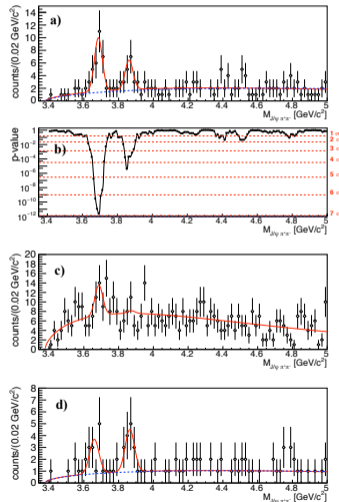 counts/(0.02 GeV/c²)
14
12
10
8
6
4
2
0
a)
3.4 3.6 3.8 4 4.2 4.4 4.6 4.8 5
M J/ψ π⁺π⁻ [GeV/c²]
p-value
1
10⁻²
10⁻⁴
10⁻⁶
10⁻⁸
10⁻¹⁰
10⁻¹²
b)
1
2
3
4
5
6
7
3.4 3.6 3.8 4 4.2 4.4 4.6 4.8 5
M J/ψ π⁺π⁻ [GeV/c²]
counts/(0.02 GeV/c²)
20
18
16
14
12
10
8
6
4
2
0
c)
3.4 3.6 3.8 4 4.2 4.4 4.6 4.8 5
M J/ψ π⁺π⁻ [GeV/c²]
counts/(0.02 GeV/c²)
8
7
6
5
4
3
2
1
0
d)
3.4 3.6 3.8 4 4.2 4.4 4.6 4.8 5